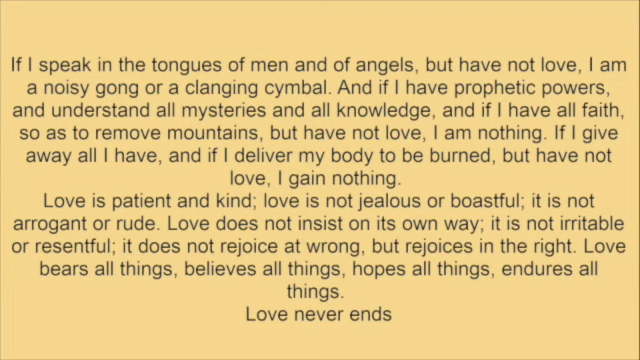 If I speak in the tongues of men and of angels, but have not love, I am
a noisy gong or a clanging cymbal. And if I have prophetic powers,
and understand all mysteries and all knowledge, and if I have all faith,
so as to remove mountains, but have not love, I am nothing. If I give
away all I have, and if I deliver my body to be burned, but have not
love, I gain nothing.
Love is patient and kind; love is not jealous or boastful; it is not
arrogant or rude. Love does not insist on its own way; it is not irritable
or resentful; it does not rejoice at wrong, but rejoices in the right. Love
bears all things, believes all things, hopes all things, endures all
things.
Love never ends